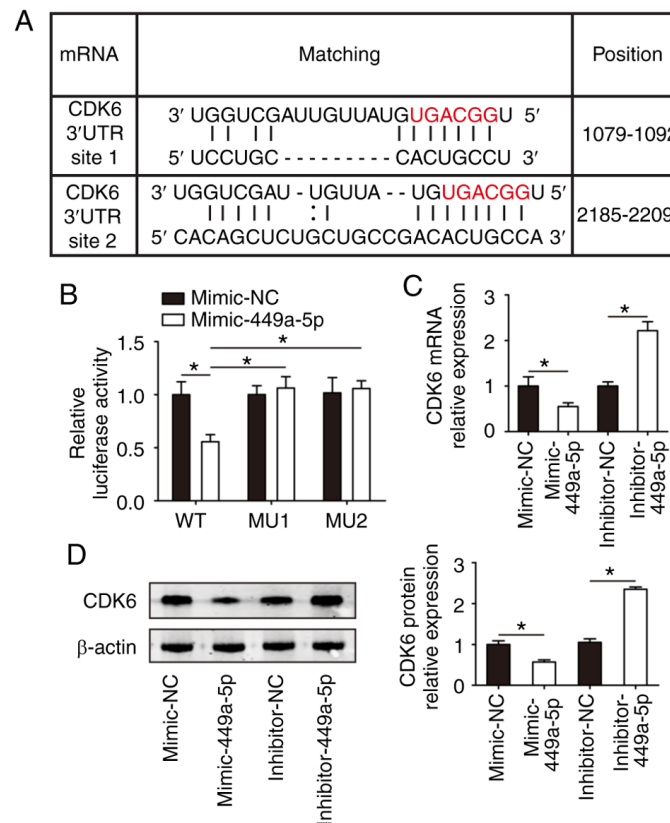 A
mRNA Matching Position
CDK6
3′UTR
site 1
3′ UGGUCGAUUGUUAUGUGACGGU 5′
5′ UCCUGC - - - - - - - - - CACUGCCU 3′
1079-1092
CDK6
3′UTR
site 2
3′ UGGUCGAU - UGUUA - - UGUGACGGU 5′
5′ CACAGCUCUGCUGCCGACACUGCCA 3′
2185-2209
B
Mimic-NC
Mimic-449a-5p
Relative
luciferase activity
1.5
1.0
0.5
0.0
*
*
*
WT MU1 MU2
C
CDK6 mRNA
relative expression
3
2
1
0
*
*
Mimic-NC
Mimic-
449a-5p
Inhibitor-NC
Inhibitor-
449a-5p
D
CDK6
β-actin
Mimic-NC
Mimic-449a-5p
Inhibitor-NC
Inhibitor-449a-5p
CDK6 protein
relative expression
3
2
1
0
*
*
Mimic-NC
Mimic-
449a-5p
Inhibitor-NC
Inhibitor-
449a-5p